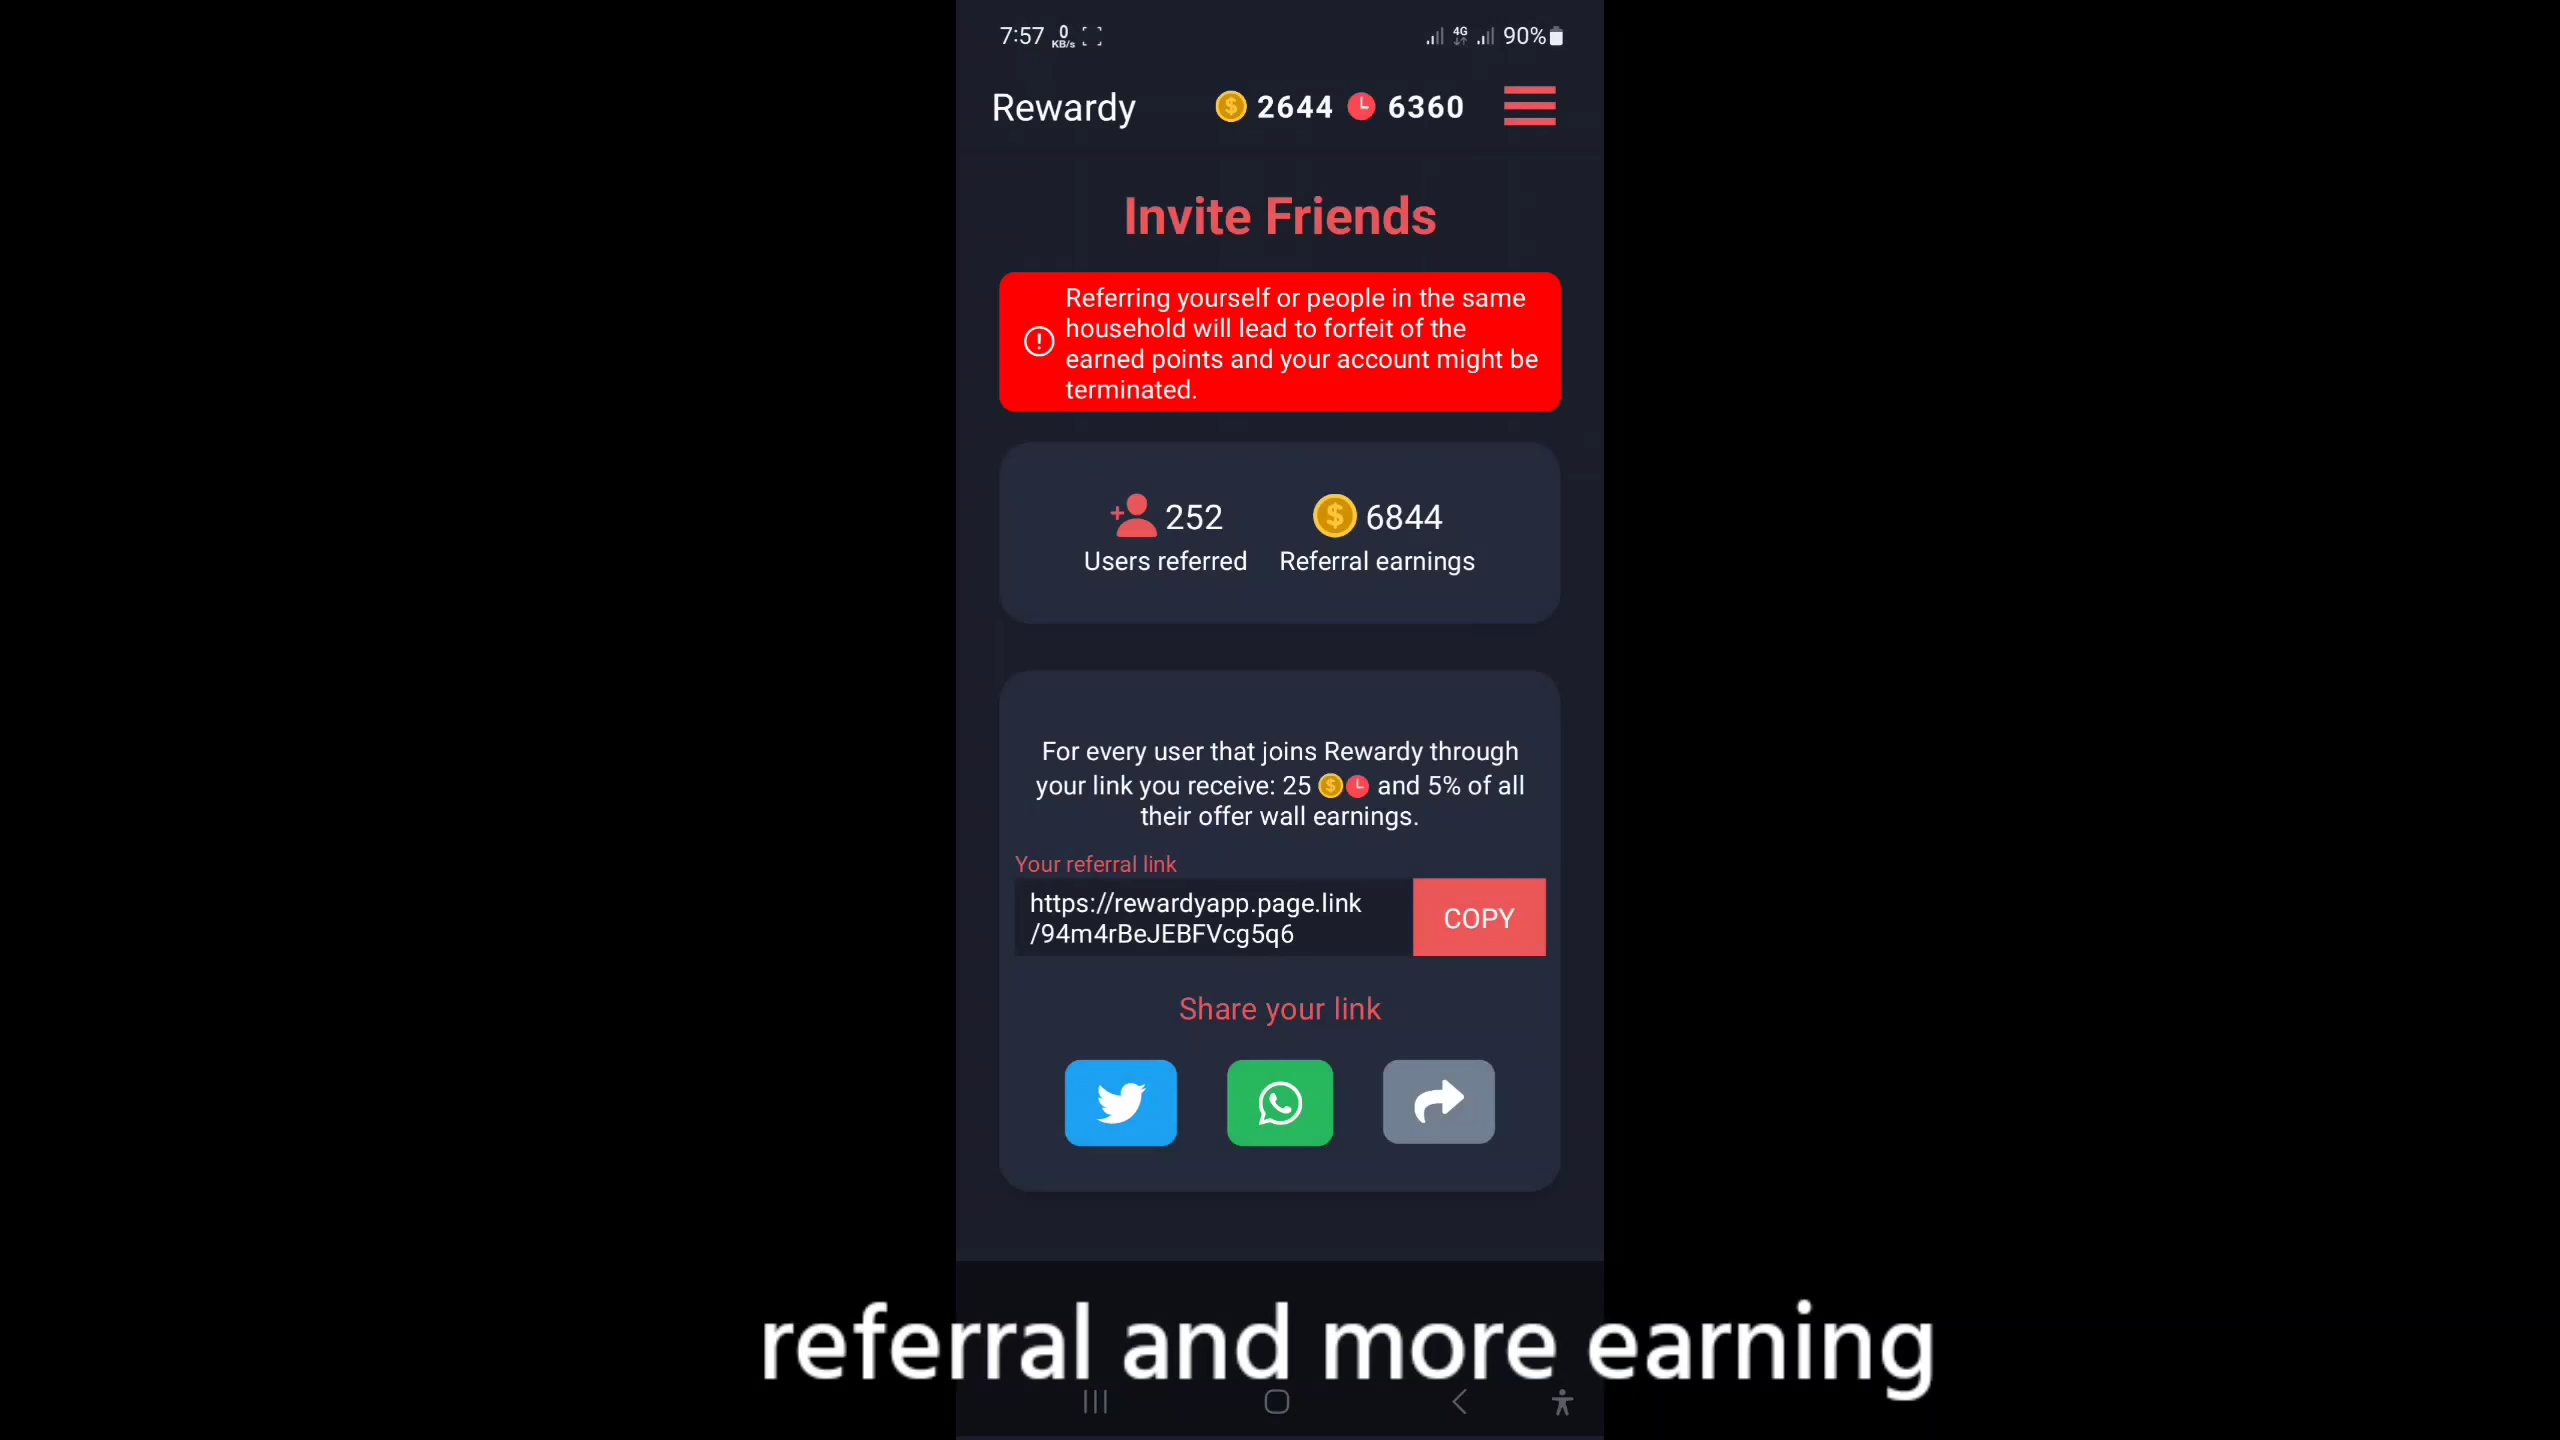 7:57 0 KB/s 4G 90%
Rewardy 2644 6360
Invite Friends
Referring yourself or people in the same
household will lead to forfeit of the
earned points and your account might be
terminated.
252 6844
Users referred Referral earnings
For every user that joins Rewardy through
your link you receive: 25 and 5% of all
their offer wall earnings.
Your referral link
https://rewardyapp.page.link
/94m4rBeJEBFVcg5q6
COPY
Share your link
referral and more earning